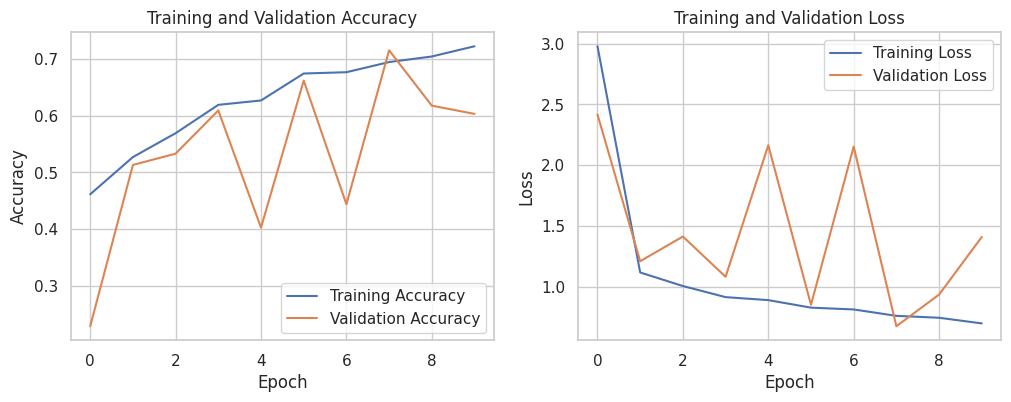 Training and Validation Accuracy
0.7
0.6
0.5
0.4
0.3
Accuracy
Training Accuracy
Validation Accuracy
0 2 4 6 8
Epoch
Training and Validation Loss
3.0
2.5
2.0
1.5
1.0
Loss
Training Loss
Validation Loss
0 2 4 6 8
Epoch